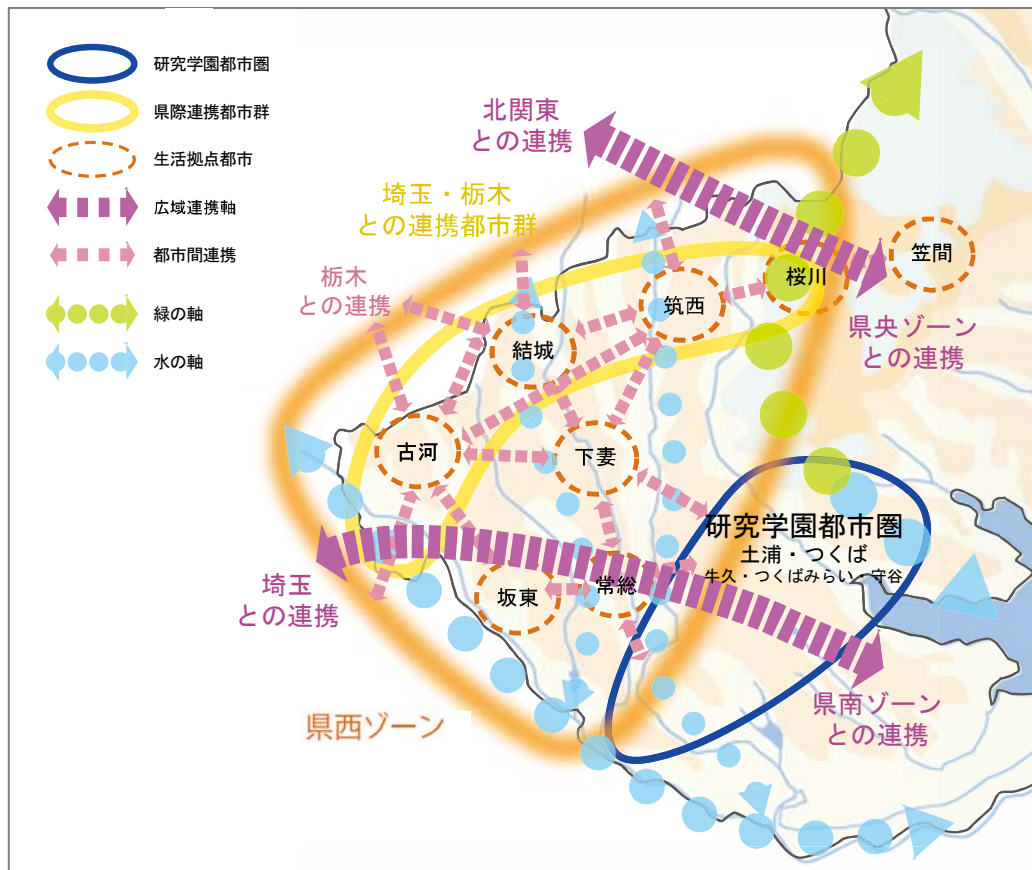 研究学園都市圏
県際連携都市群
生活拠点都市
広域連携軸
都市間連携
緑の軸
水の軸
北関東
との連携
埼玉・栃木
との連携都市群
栃木
との連携
笠間
桜川
筑西
県央ゾーン
との連携
結城
古河
下妻
研究学園都市圏
土浦・つくば
牛久・つくばみらい・守谷
坂東
常総
埼玉
との連携
県西ゾーン
県南ゾーン
との連携